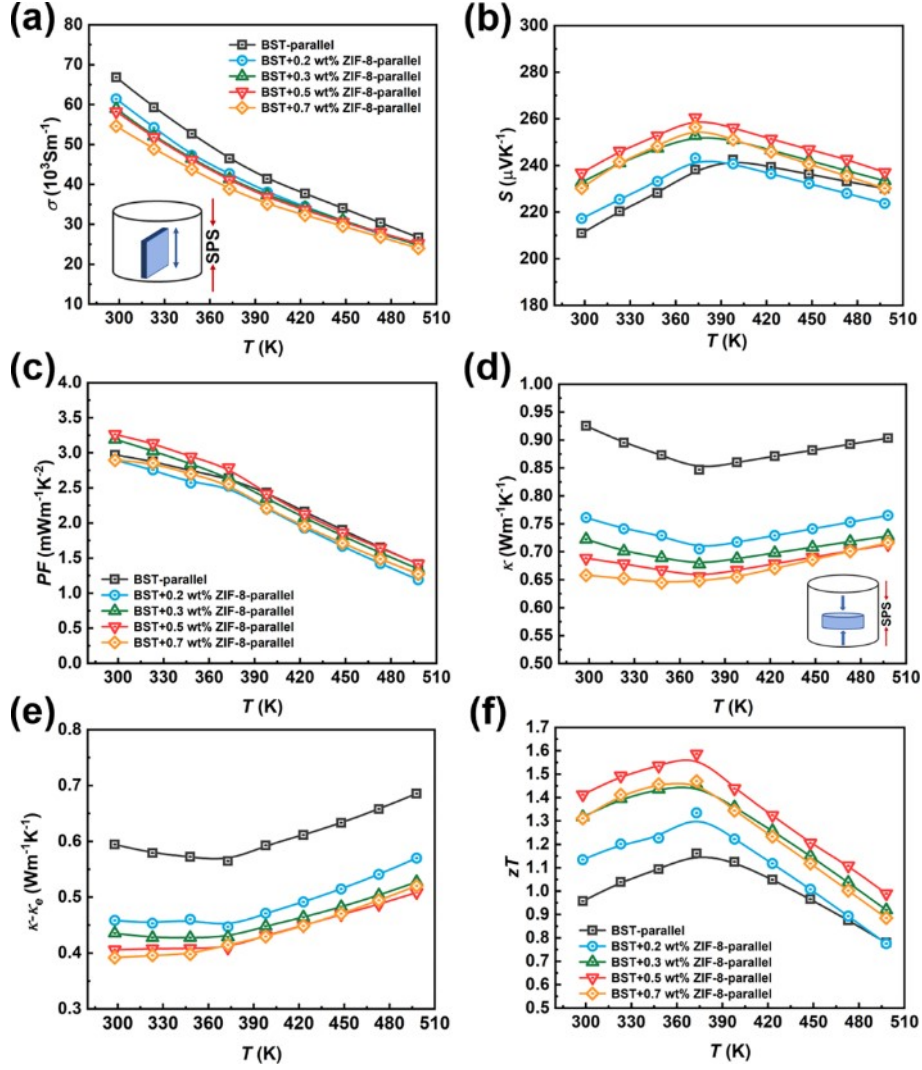 (a)
σ (10³Sm⁻¹)
80
70
60
50
40
30
20
10
BST-parallel
BST+0.2 wt% ZIF-8-parallel
BST+0.3 wt% ZIF-8-parallel
BST+0.5 wt% ZIF-8-parallel
BST+0.7 wt% ZIF-8-parallel
SPS
300 330 360 390 420 450 480 510
T (K)
(b)
S (μVK⁻¹)
300
280
260
240
220
200
180
300 330 360 390 420 450 480 510
T (K)
(c)
PF (mWm⁻¹K⁻²)
4.0
3.5
3.0
2.5
2.0
1.5
1.0
0.5
0.0
BST-parallel
BST+0.2 wt% ZIF-8-parallel
BST+0.3 wt% ZIF-8-parallel
BST+0.5 wt% ZIF-8-parallel
BST+0.7 wt% ZIF-8-parallel
300 330 360 390 420 450 480 510
T (K)
(d)
κ (Wm⁻¹K⁻¹)
1.00
0.95
0.90
0.85
0.75
0.70
0.65
0.60
0.55
0.50
SPS
300 330 360 390 420 450 480 510
T (K)
(e)
κ-κₑ (Wm⁻¹K⁻¹)
0.8
0.7
0.6
0.5
0.4
0.3
300 330 360 390 420 450 480 510
T (K)
(f)
zT
1.7
1.6
1.5
1.4
1.3
1.2
1.1
1.0
0.9
0.8
0.7
0.6
0.5
BST-parallel
BST+0.2 wt% ZIF-8-parallel
BST+0.3 wt% ZIF-8-parallel
BST+0.5 wt% ZIF-8-parallel
BST+0.7 wt% ZIF-8-parallel
300 330 360 390 420 450 480 510
T (K)